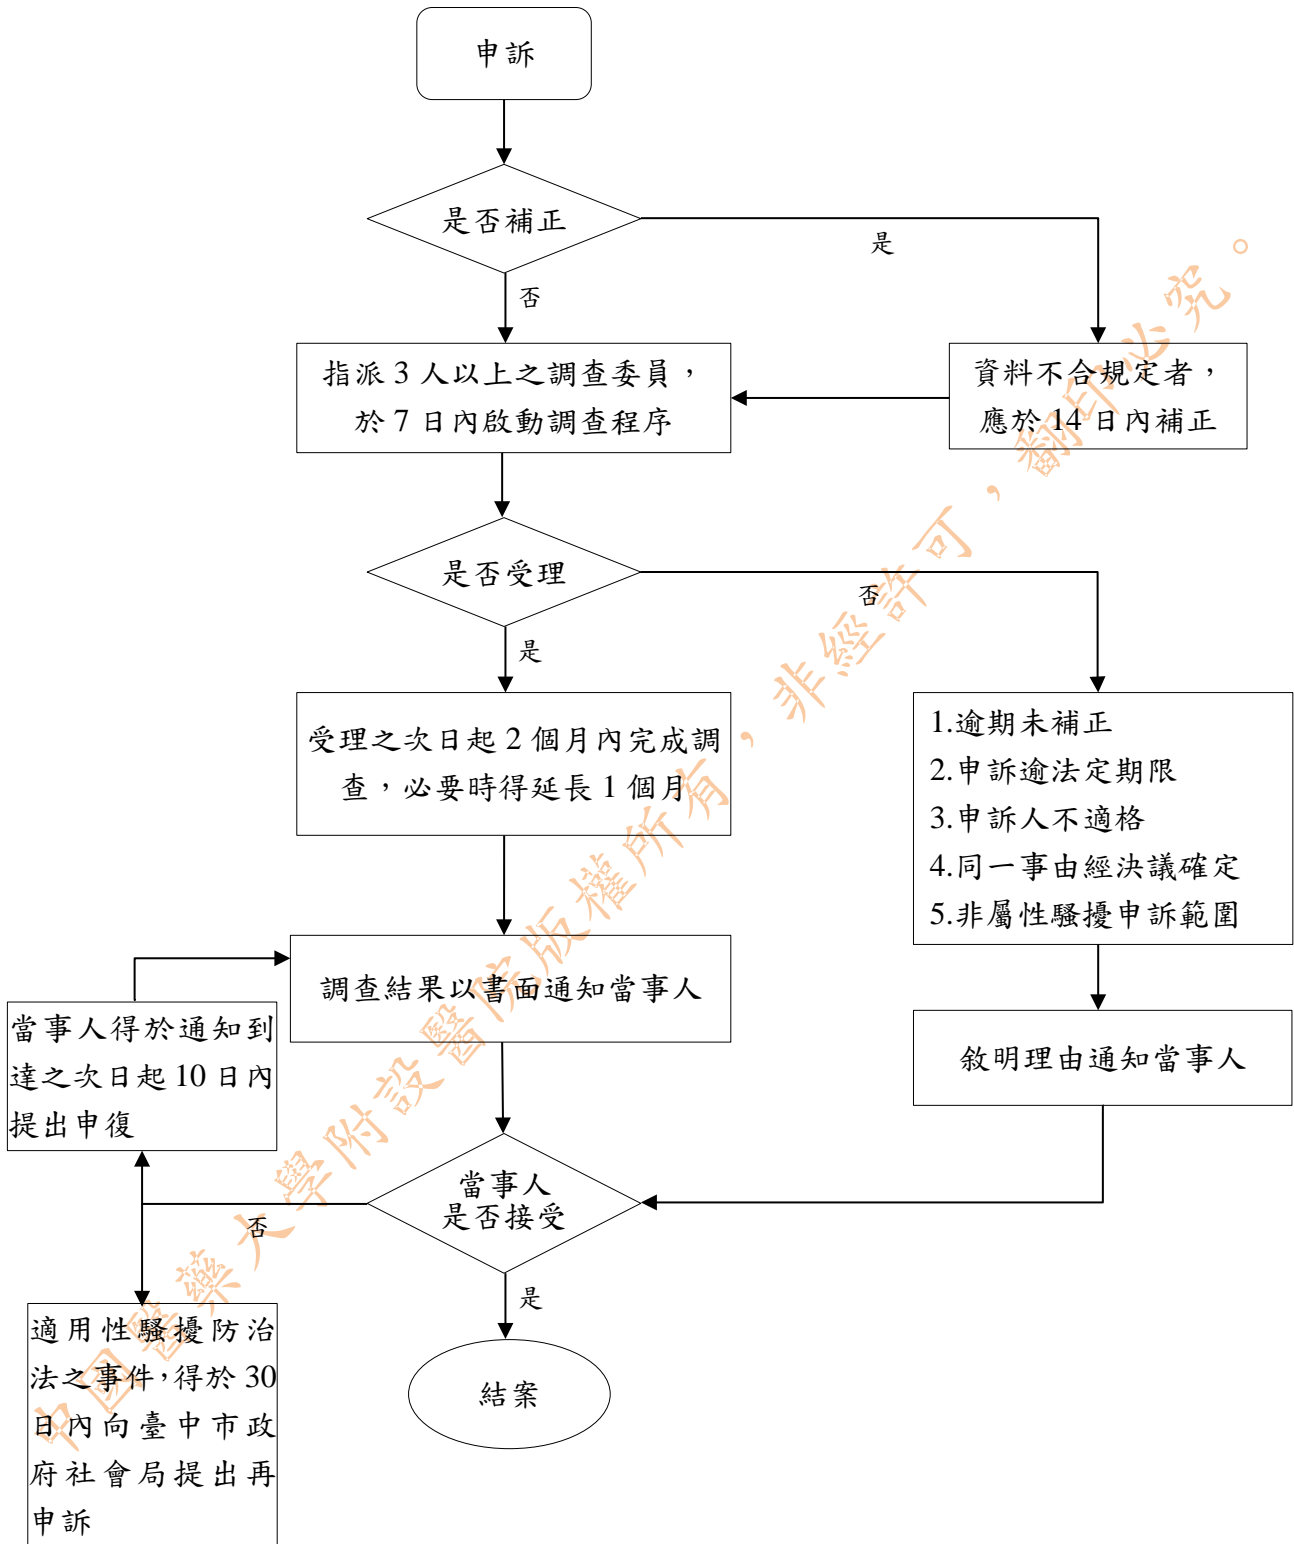 申訴
是否補正
是
否
指派 3 人以上之調查委員，
於 7 日內啟動調查程序
資料不合規定者，
應於 14 日內補正
是否受理
否
是
受理之次日起 2 個月內完成調
查，必要時得延長 1 個月
1.逾期未補正
2.申訴逾法定期限
3.申訴人不適格
4.同一事由經決議確定
5.非屬性騷擾申訴範圍
調查結果以書面通知當事人
敘明理由通知當事人
當事人得於通知到
達之次日起 10 日內
提出申復
當事人
是否接受
否
是
適用性騷擾防治
法之事件，得於 30
日內向臺中市政
府社會局提出再
申訴
結案
中國醫藥大學附設醫院版權所有，非經許可，翻印必究。